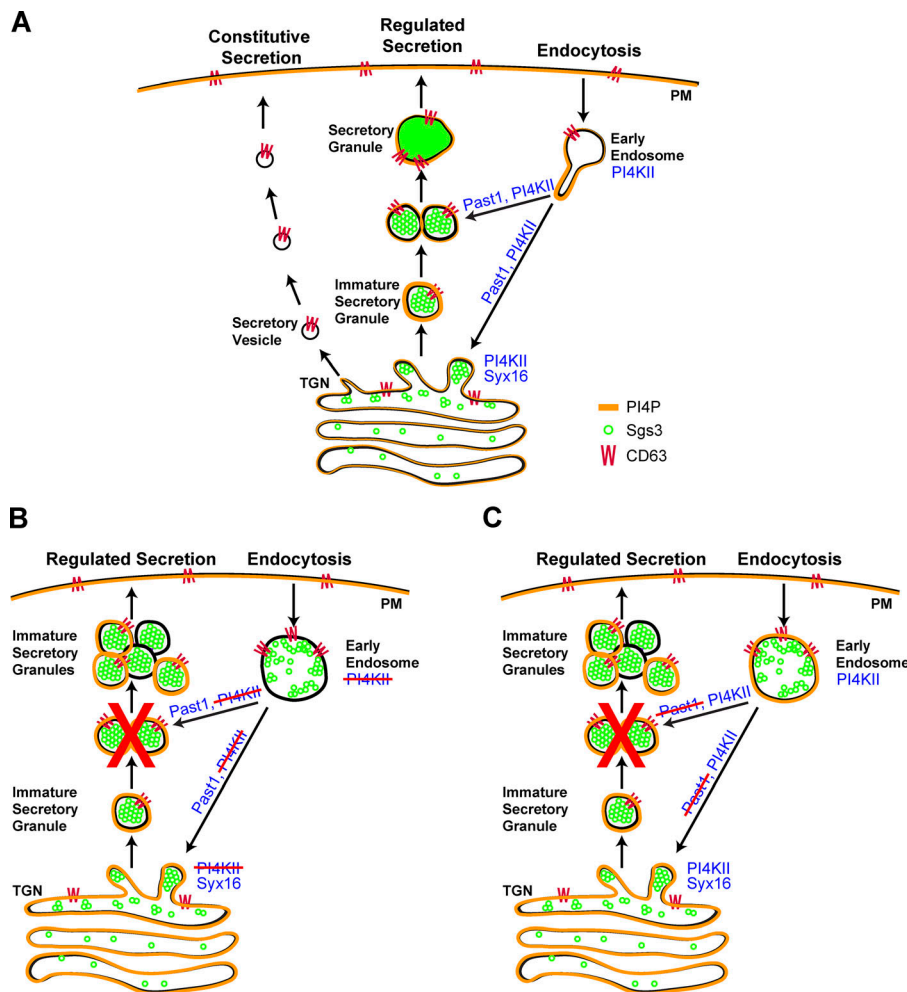 A
Constitutive
Secretion
Regulated
Secretion
Endocytosis
PM
Secretory
Granule
Early
Endosome
PI4KII
Past1, PI4KII
Past1, PI4KII
Immature
Secretory
Granule
Secretory
Vesicle
TGN
PI4KII
Syx16
PI4P
Sgs3
CD63
B
Regulated Secretion
Endocytosis
PM
Immature
Secretory
Granules
Early
Endosome
PI4KII
Past1, PI4KII
Past1, PI4KII
Immature
Secretory
Granule
TGN
PI4KII
Syx16
C
Regulated Secretion
Endocytosis
PM
Immature
Secretory
Granules
Early
Endosome
PI4KII
Past1, PI4KII
Past1, PI4KII
Immature
Secretory
Granule
TGN
PI4KII
Syx16